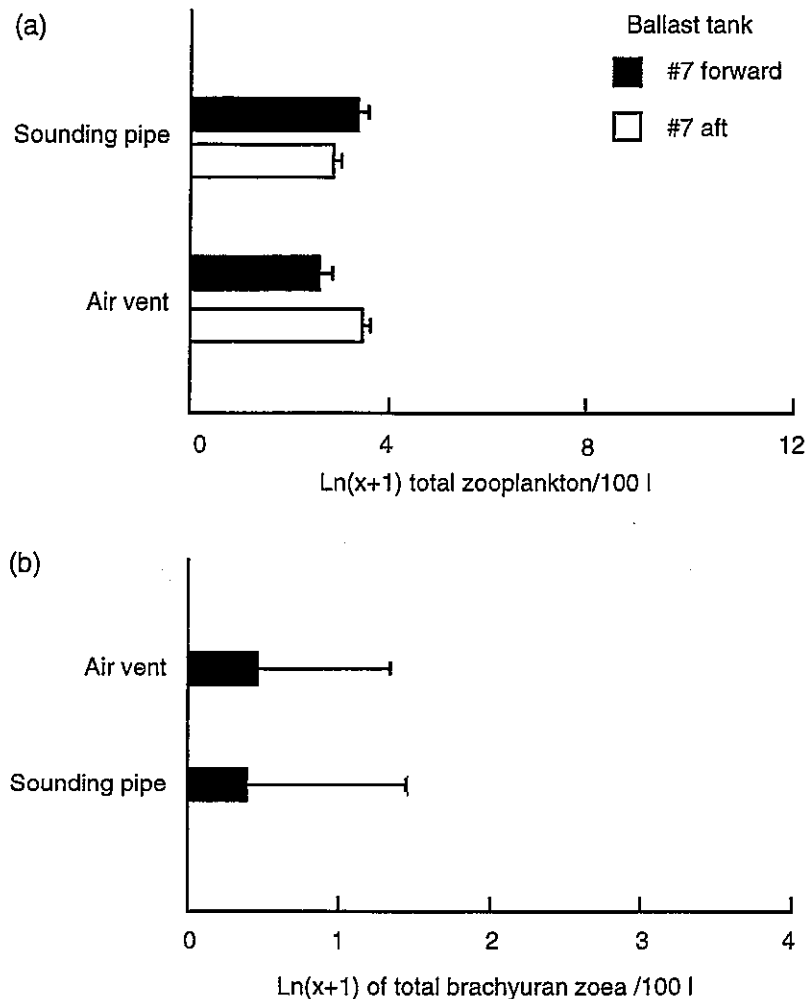 (a)
Ballast tank
#7 forward
#7 aft
Sounding pipe
Air vent
0 4 8 12
Ln(x+1) total zooplankton/100 l
(b)
Air vent
Sounding pipe
0 1 2 3 4
Ln(x+1) of total brachyuran zoea /100 l